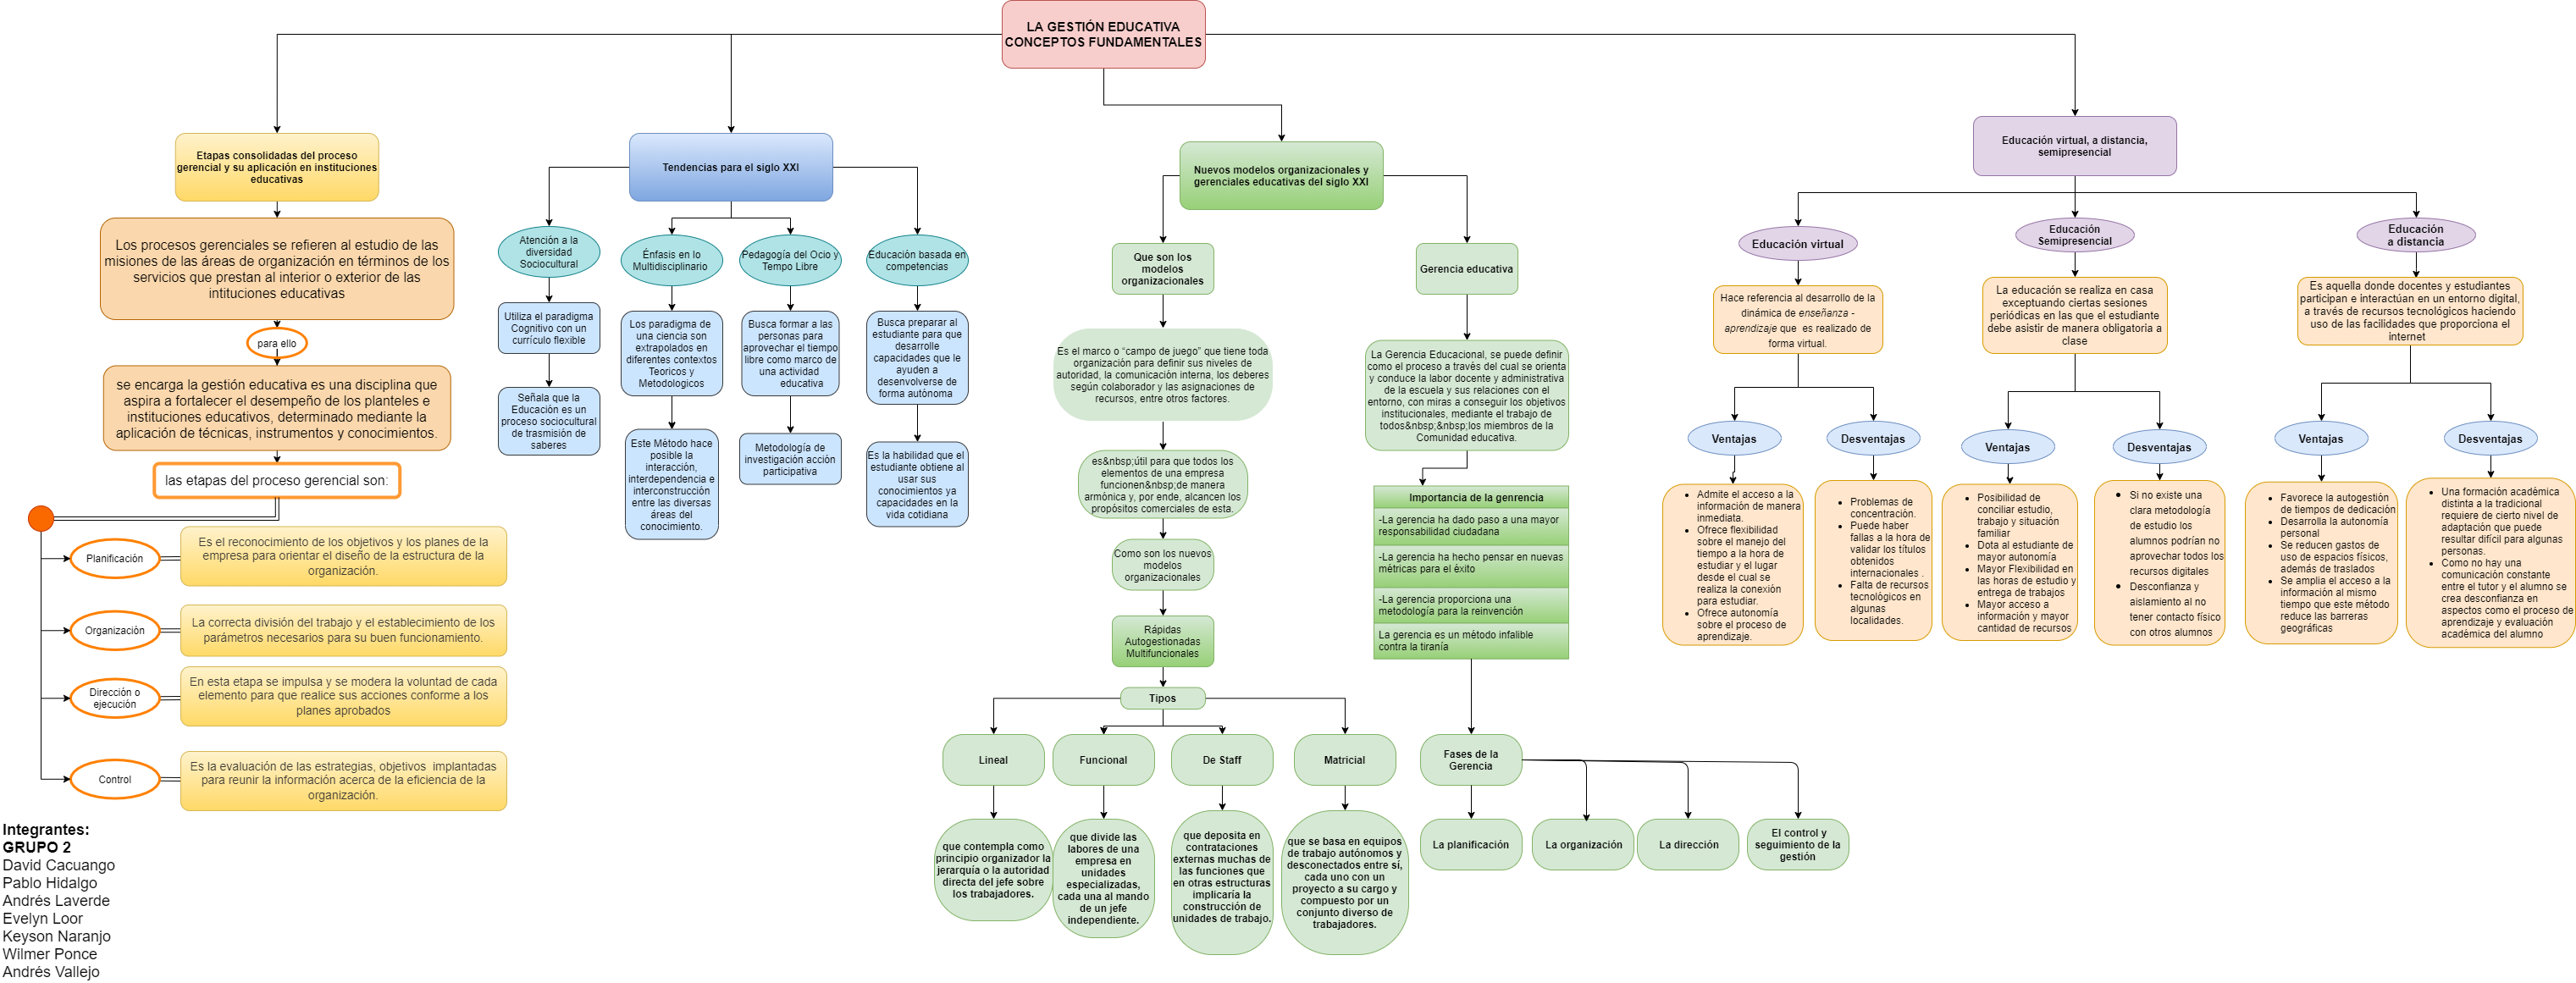 LA GESTIÓN EDUCATIVA
CONCEPTOS FUNDAMENTALES
Etapas consolidadas del proceso
gerencial y su aplicación en instituciones
educativas
Los procesos gerenciales se refieren al estudio de las
misiones de las áreas de organización en términos de los
servicios que prestan al interior o exterior de las
intituciones educativas
para ello
se encarga la gestión educativa es una disciplina que
aspira a fortalecer el desempeño de los planteles e
instituciones educativos, determinado mediante la
aplicación de técnicas, instrumentos y conocimientos.
las etapas del proceso gerencial son:
Planificación
Es el reconocimiento de los objetivos y los planes de la
empresa para orientar el diseño de la estructura de la
organización.
Organización
La correcta división del trabajo y el establecimiento de los
parámetros necesarios para su buen funcionamiento.
Dirección o
ejecución
En esta etapa se impulsa y se modera la voluntad de cada
elemento para que realice sus acciones conforme a los
planes aprobados
Control
Es la evaluación de las estrategias, objetivos  implantadas
para reunir la información acerca de la eficiencia de la
organización.
Integrantes:
GRUPO 2
David Cacuango
Pablo Hidalgo
Andrés Laverde
Evelyn Loor
Keyson Naranjo
Wilmer Ponce
Andrés Vallejo
Tendencias para el siglo XXI
Atención a la
diversidad
Sociocultural
Utiliza el paradigma
Cognitivo con un
currículo flexible
Señala que la
Educación es un
proceso sociocultural
de trasmisión de
saberes
Énfasis en lo
Multidisciplinario
Los paradigma de
una ciencia son
extrapolados en
diferentes contextos
Teoricos y
Metodologicos
Este Método hace
posible la
interacción,
interdependencia e
interconstrucción
entre las diversas
áreas del
conocimiento.
Pedagogía del Ocio y
Tempo Libre
Busca formar a las
personas para
aprovechar el tiempo
libre como marco de
una actividad
educativa
Metodología de
investigación acción
participativa
Educación basada en
competencias
Busca preparar al
estudiante para que
desarrolle
capacidades que le
ayuden a
desenvolverse de
forma autónoma
Es la habilidad que el
estudiante obtiene al
usar sus
conocimientos ya
capacidades en la
vida cotidiana
Nuevos modelos organizacionales y
gerenciales educativas del siglo XXI
Que son los
modelos
organizacionales
Es el marco o “campo de juego” que tiene toda
organización para definir sus niveles de
autoridad, la comunicación interna, los deberes
según colaborador y las asignaciones de
recursos, entre otros factores.
es&nbsp;útil para que todos los
elementos de una empresa
funcionen&nbsp;de manera
armónica y, por ende, alcancen los
propósitos comerciales de esta.
Como son los nuevos
modelos
organizacionales
Rápidas
Autogestionadas
Multifuncionales
Tipos
Lineal
que contempla como
principio organizador la
jerarquía o la autoridad
directa del jefe sobre
los trabajadores.
Funcional
que divide las
labores de una
empresa en
unidades
especializadas,
cada una al mando
de un jefe
independiente.
De Staff
que deposita en
contrataciones
externas muchas de
las funciones que
en otras estructuras
implicaría la
construcción de
unidades de trabajo.
Matricial
que se basa en equipos
de trabajo autónomos y
desconectados entre sí,
cada uno con un
proyecto a su cargo y
compuesto por un
conjunto diverso de
trabajadores.
Gerencia educativa
La Gerencia Educacional, se puede definir
como el proceso a través del cual se orienta
y conduce la labor docente y administrativa
de la escuela y sus relaciones con el
entorno, con miras a conseguir los objetivos
institucionales, mediante el trabajo de
todos&nbsp;&nbsp;los miembros de la
Comunidad educativa.
Importancia de la genrencia
-La gerencia ha dado paso a una mayor
responsabilidad ciudadana
-La gerencia ha hecho pensar en nuevas
métricas para el éxito
-La gerencia proporciona una
metodología para la reinvención
La gerencia es un método infalible
contra la tiranía
Fases de la
Gerencia
La planificación
La organización
La dirección
El control y
seguimiento de la
gestión
Educación virtual, a distancia,
semipresencial
Educación virtual
Hace referencia al desarrollo de la
dinámica de enseñanza -
aprendizaje que  es realizado de
forma virtual.
Ventajas
• Admite el acceso a la
información de manera
inmediata.
• Ofrece flexibilidad
sobre el manejo del
tiempo a la hora de
estudiar y el lugar
desde el cual se
realiza la conexión
para estudiar.
• Ofrece autonomía
sobre el proceso de
aprendizaje.
Desventajas
• Problemas de
concentración.
• Puede haber
fallas a la hora de
validar los títulos
obtenidos
internacionales .
• Falta de recursos
tecnológicos en
algunas
localidades.
Educación
Semipresencial
La educación se realiza en casa
exceptuando ciertas sesiones
periódicas en las que el estudiante
debe asistir de manera obligatoria a
clase
Ventajas
• Posibilidad de
conciliar estudio,
trabajo y situación
familiar
• Dota al estudiante de
mayor autonomía
• Mayor Flexibilidad en
las horas de estudio y
entrega de trabajos
• Mayor acceso a
información y mayor
cantidad de recursos
Desventajas
• Si no existe una
clara metodología
de estudio los
alumnos podrían no
aprovechar todos los
recursos digitales
• Desconfianza y
aislamiento al no
tener contacto físico
con otros alumnos
Educación
a distancia
Es aquella donde docentes y estudiantes
participan e interactúan en un entorno digital,
a través de recursos tecnológicos haciendo
uso de las facilidades que proporciona el
internet
Ventajas
• Favorece la autogestión
de tiempos de dedicación
• Desarrolla la autonomía
personal
• Se reducen gastos de
uso de espacios físicos,
además de traslados
• Se amplia el acceso a la
información al mismo
tiempo que este método
reduce las barreras
geográficas
Desventajas
• Una formación académica
distinta a la tradicional
requiere de cierto nivel de
adaptación que puede
resultar difícil para algunas
personas.
• Como no hay una
comunicación constante
entre el tutor y el alumno se
crea desconfianza en
aspectos como el proceso de
aprendizaje y evaluación
académica del alumno